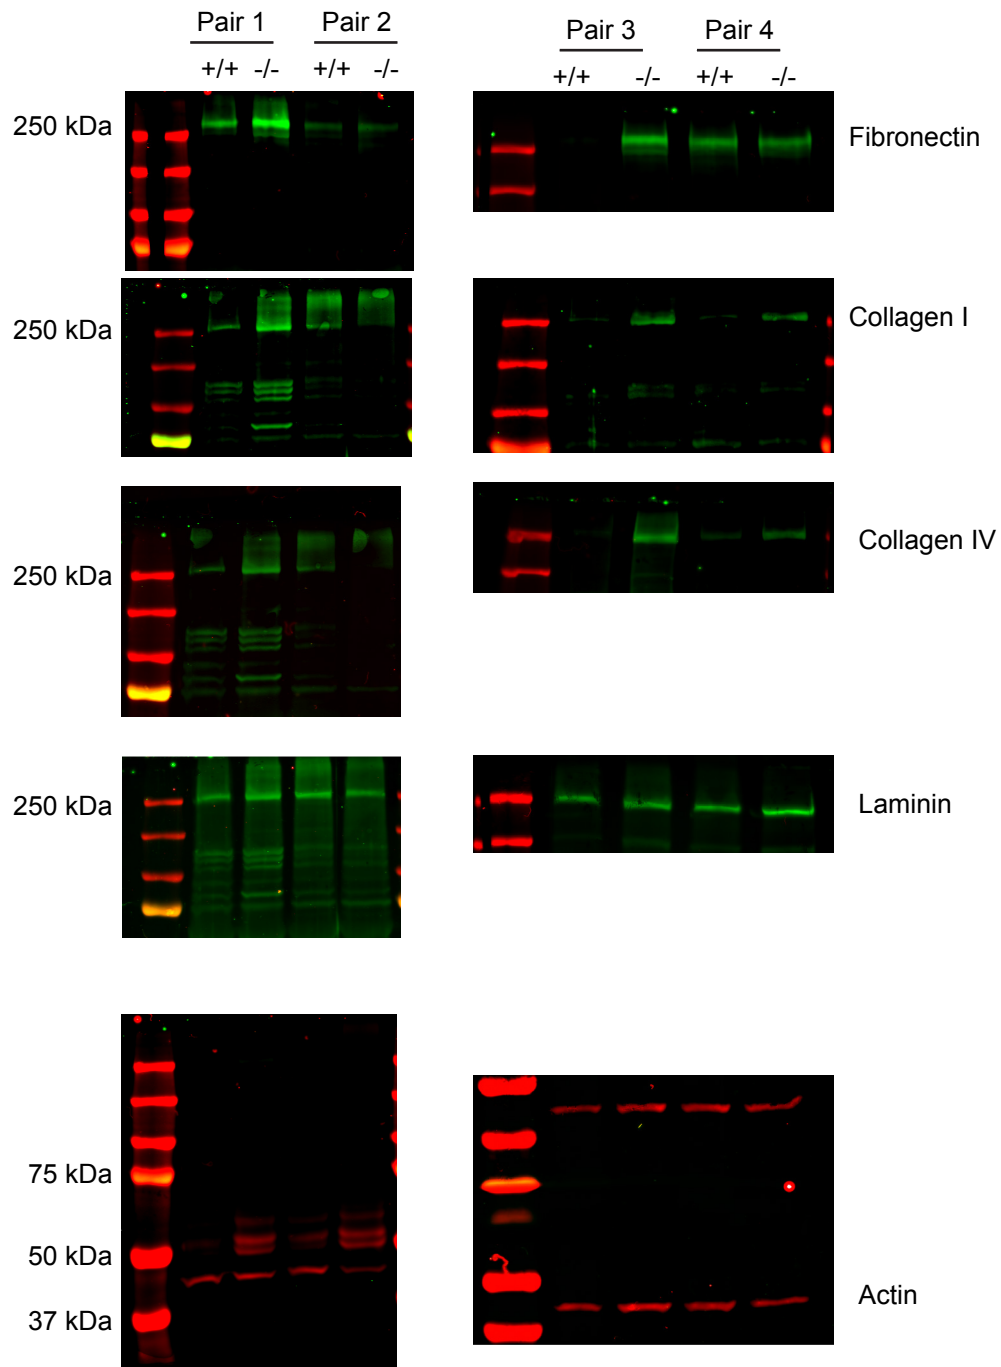 Pair 1 Pair 2 Pair 3 Pair 4
+/+ -/- +/+ -/- +/+ -/- +/+ -/-
250 kDa Fibronectin
250 kDa Collagen I
250 kDa Collagen IV
250 kDa Laminin
75 kDa
50 kDa
Actin
37 kDa